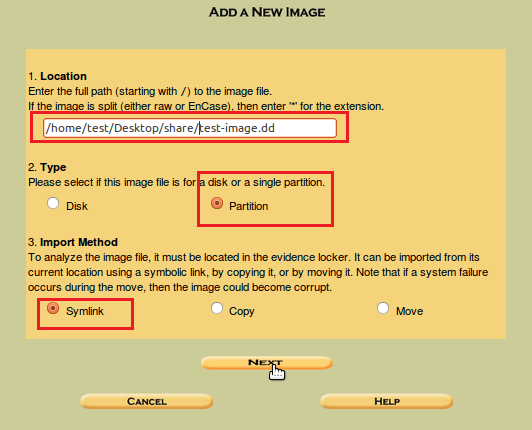 ADD A NEW IMAGE
1. Location
Enter the full path (starting with /) to the image file.
If the image is split (either raw or EnCase), then enter '*' for the extension.
/home/test/Desktop/share/test-image.dd
2. Type
Please select if this image file is for a disk or a single partition.
Disk Partition
3. Import Method
To analyze the image file, it must be located in the evidence locker. It can be imported from its
current location using a symbolic link, by copying it, or by moving it. Note that if a system failure
occurs during the move, then the image could become corrupt.
Symlink Copy Move
NEXT
CANCEL HELP